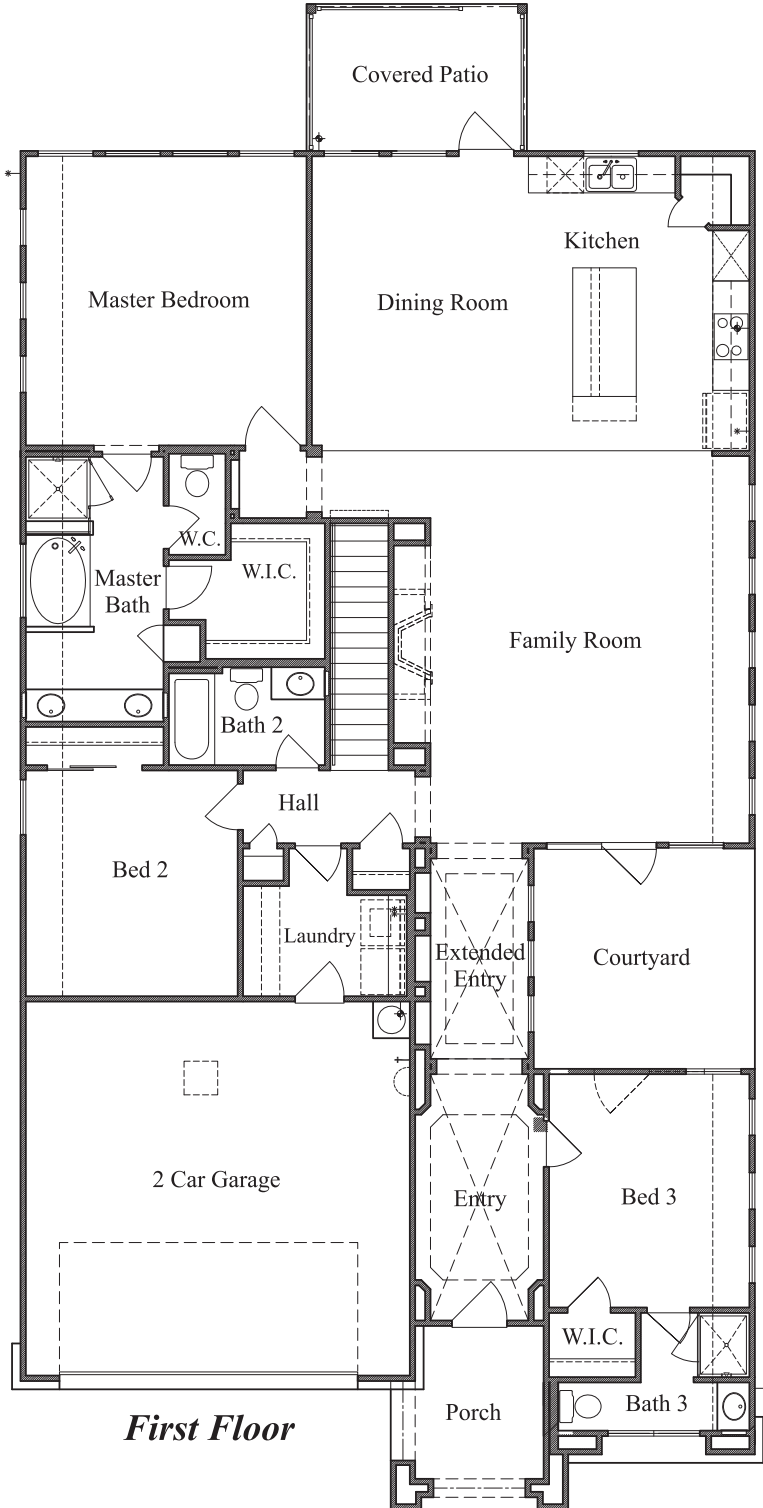 Covered Patio
Kitchen
Master Bedroom
Dining Room
W.C.
W.I.C.
Master
Bath
Family Room
Bath 2
Hall
Bed 2
Laundry
Extended
Entry
Courtyard
2 Car Garage
Entry
Bed 3
W.I.C.
Bath 3
Porch
First Floor